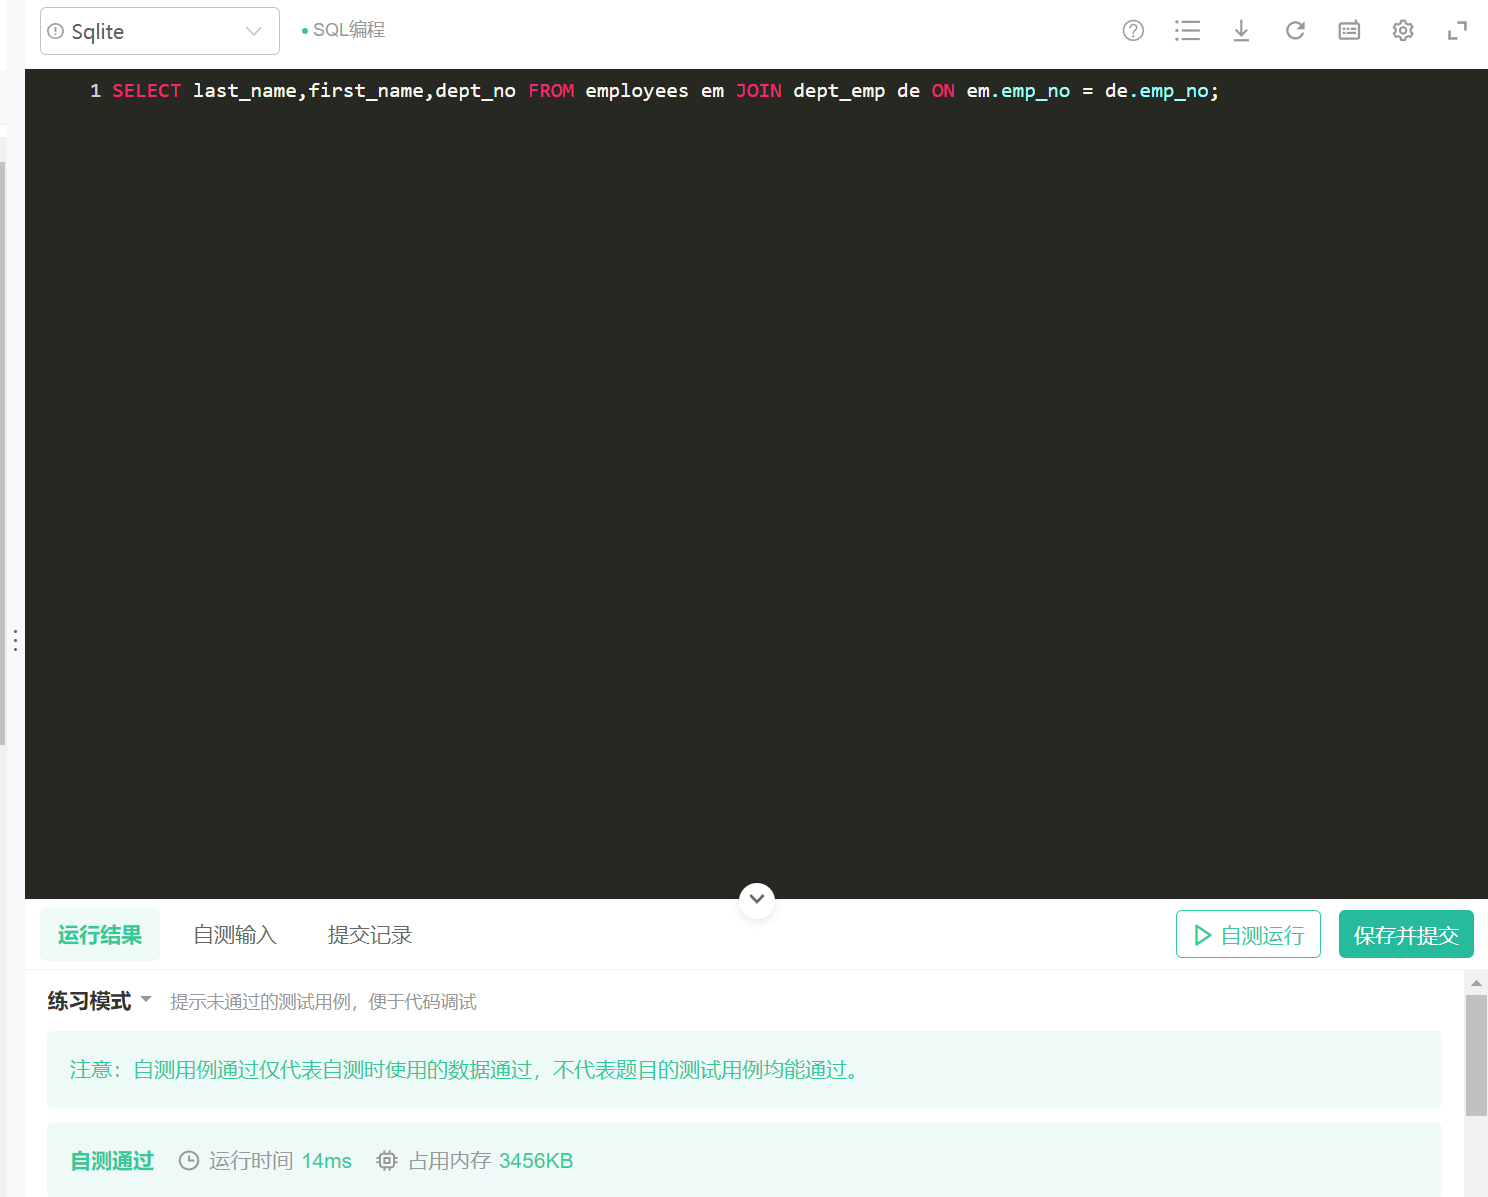 Sqlite
SQL编程
1 SELECT last_name,first_name,dept_no FROM employees em JOIN dept_emp de ON em.emp_no = de.emp_no;
运行结果 自测输入 提交记录 自测运行 保存并提交
练习模式 提示未通过的测试用例，便于代码调试
注意：自测用例通过仅代表自测时使用的数据通过，不代表题目的测试用例均能通过。
自测通过 运行时间 14ms 占用内存 3456KB